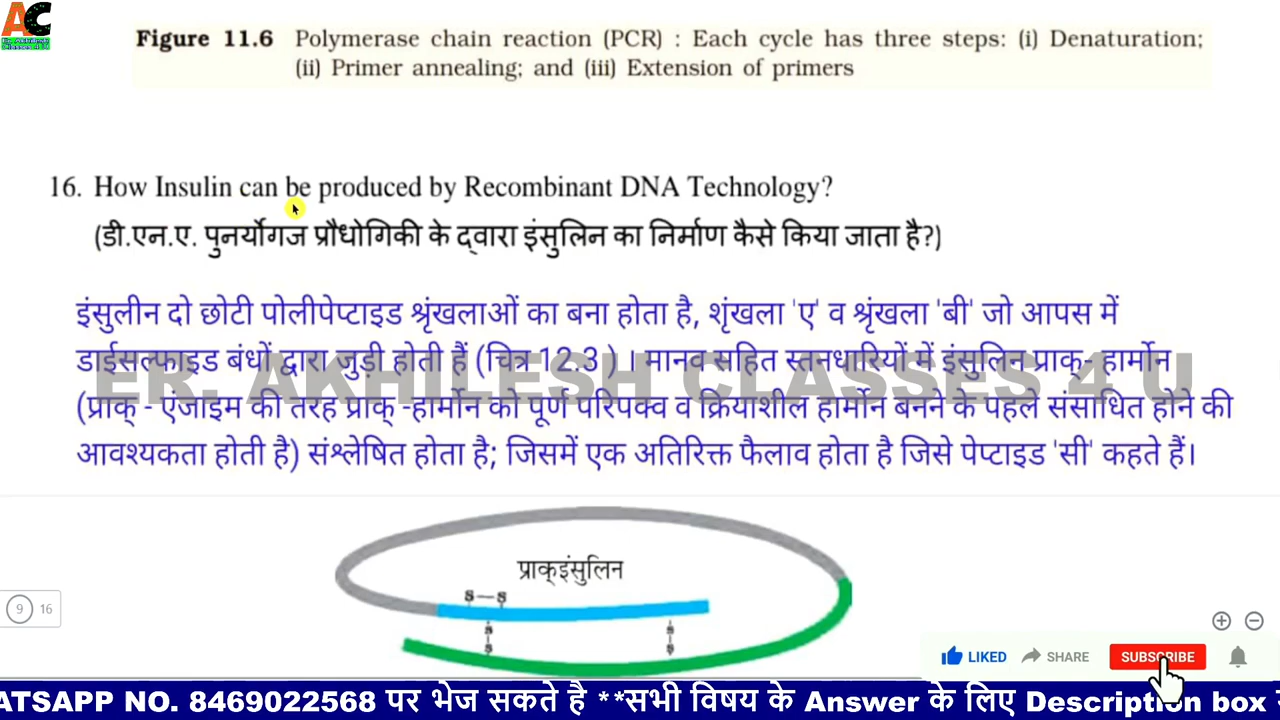 AC
Figure 11.6 Polymerase chain reaction (PCR) : Each cycle has three steps: (i) Denaturation;
(ii) Primer annealing; and (iii) Extension of primers
16. How Insulin can be produced by Recombinant DNA Technology?
(डी.एन.ए. पुनर्योगज प्रौधोगिकी के द्वारा इंसुलिन का निर्माण कैसे किया जाता है?)
इंसुलीन दो छोटी पोलीपेप्टाइड श्रृंखलाओं का बना होता है, शृंखला 'ए' व श्रृंखला 'बी' जो आपस में
डाईसल्फाइड बंधों द्वारा जुड़ी होती हैं (चित्र 12.3 ) । मानव सहित स्तनधारियों में इंसुलिन प्राक्- हार्मोन
ER. AKHILESH CLASSES 4 U
(प्राक् - एंजाइम की तरह प्राक् -हार्मोन को पूर्ण परिपक्व व क्रियाशील हार्मोन बनने के पहले संसाधित होने की
आवश्यकता होती है) संश्लेषित होता है; जिसमें एक अतिरिक्त फैलाव होता है जिसे पेप्टाइड 'सी' कहते हैं।
प्राक्इंसुलिन
S—S
S S
S S
9 16
LIKED SHARE SUBSCRIBE
ATSAPP NO. 8469022568 पर भेज सकते है **सभी विषय के Answer के लिए Description box